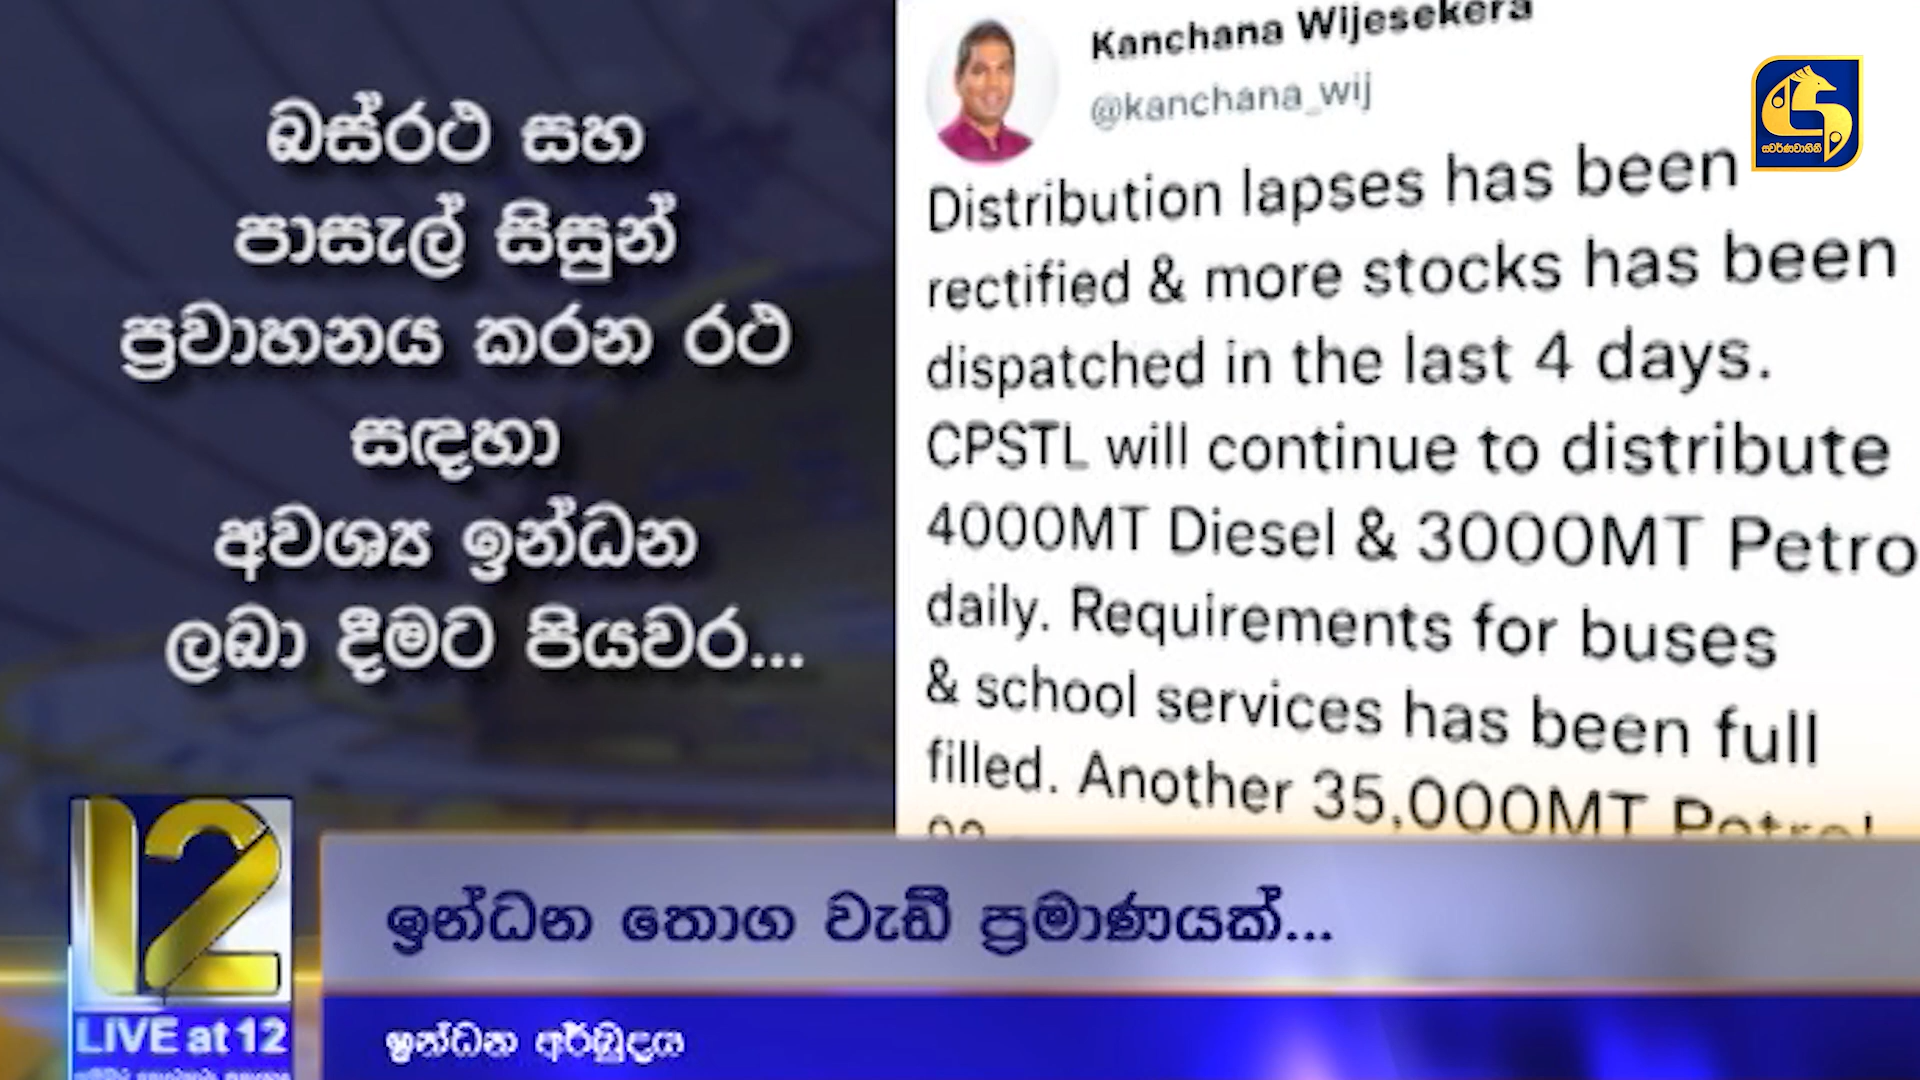 බස්රථ සහ
පාසැල් සිසුන්
ප්‍රවාහනය කරන රථ
සඳහා
අවශ්‍ය ඉන්ධන
ලබා දීමට පියවර...
Kanchana Wijesekera
@kanchana_wij
Distribution lapses has been
rectified & more stocks has been
dispatched in the last 4 days.
CPSTL will continue to distribute
4000MT Diesel & 3000MT Petro
daily. Requirements for buses
& school services has been full
filled. Another 35,000MT Petrol
ස්වර්ණවාහිනී
12
LIVE at 12
ඉන්ධන තොග වැඩි ප්‍රමාණයක්...
ඉන්ධන අර්බුදය